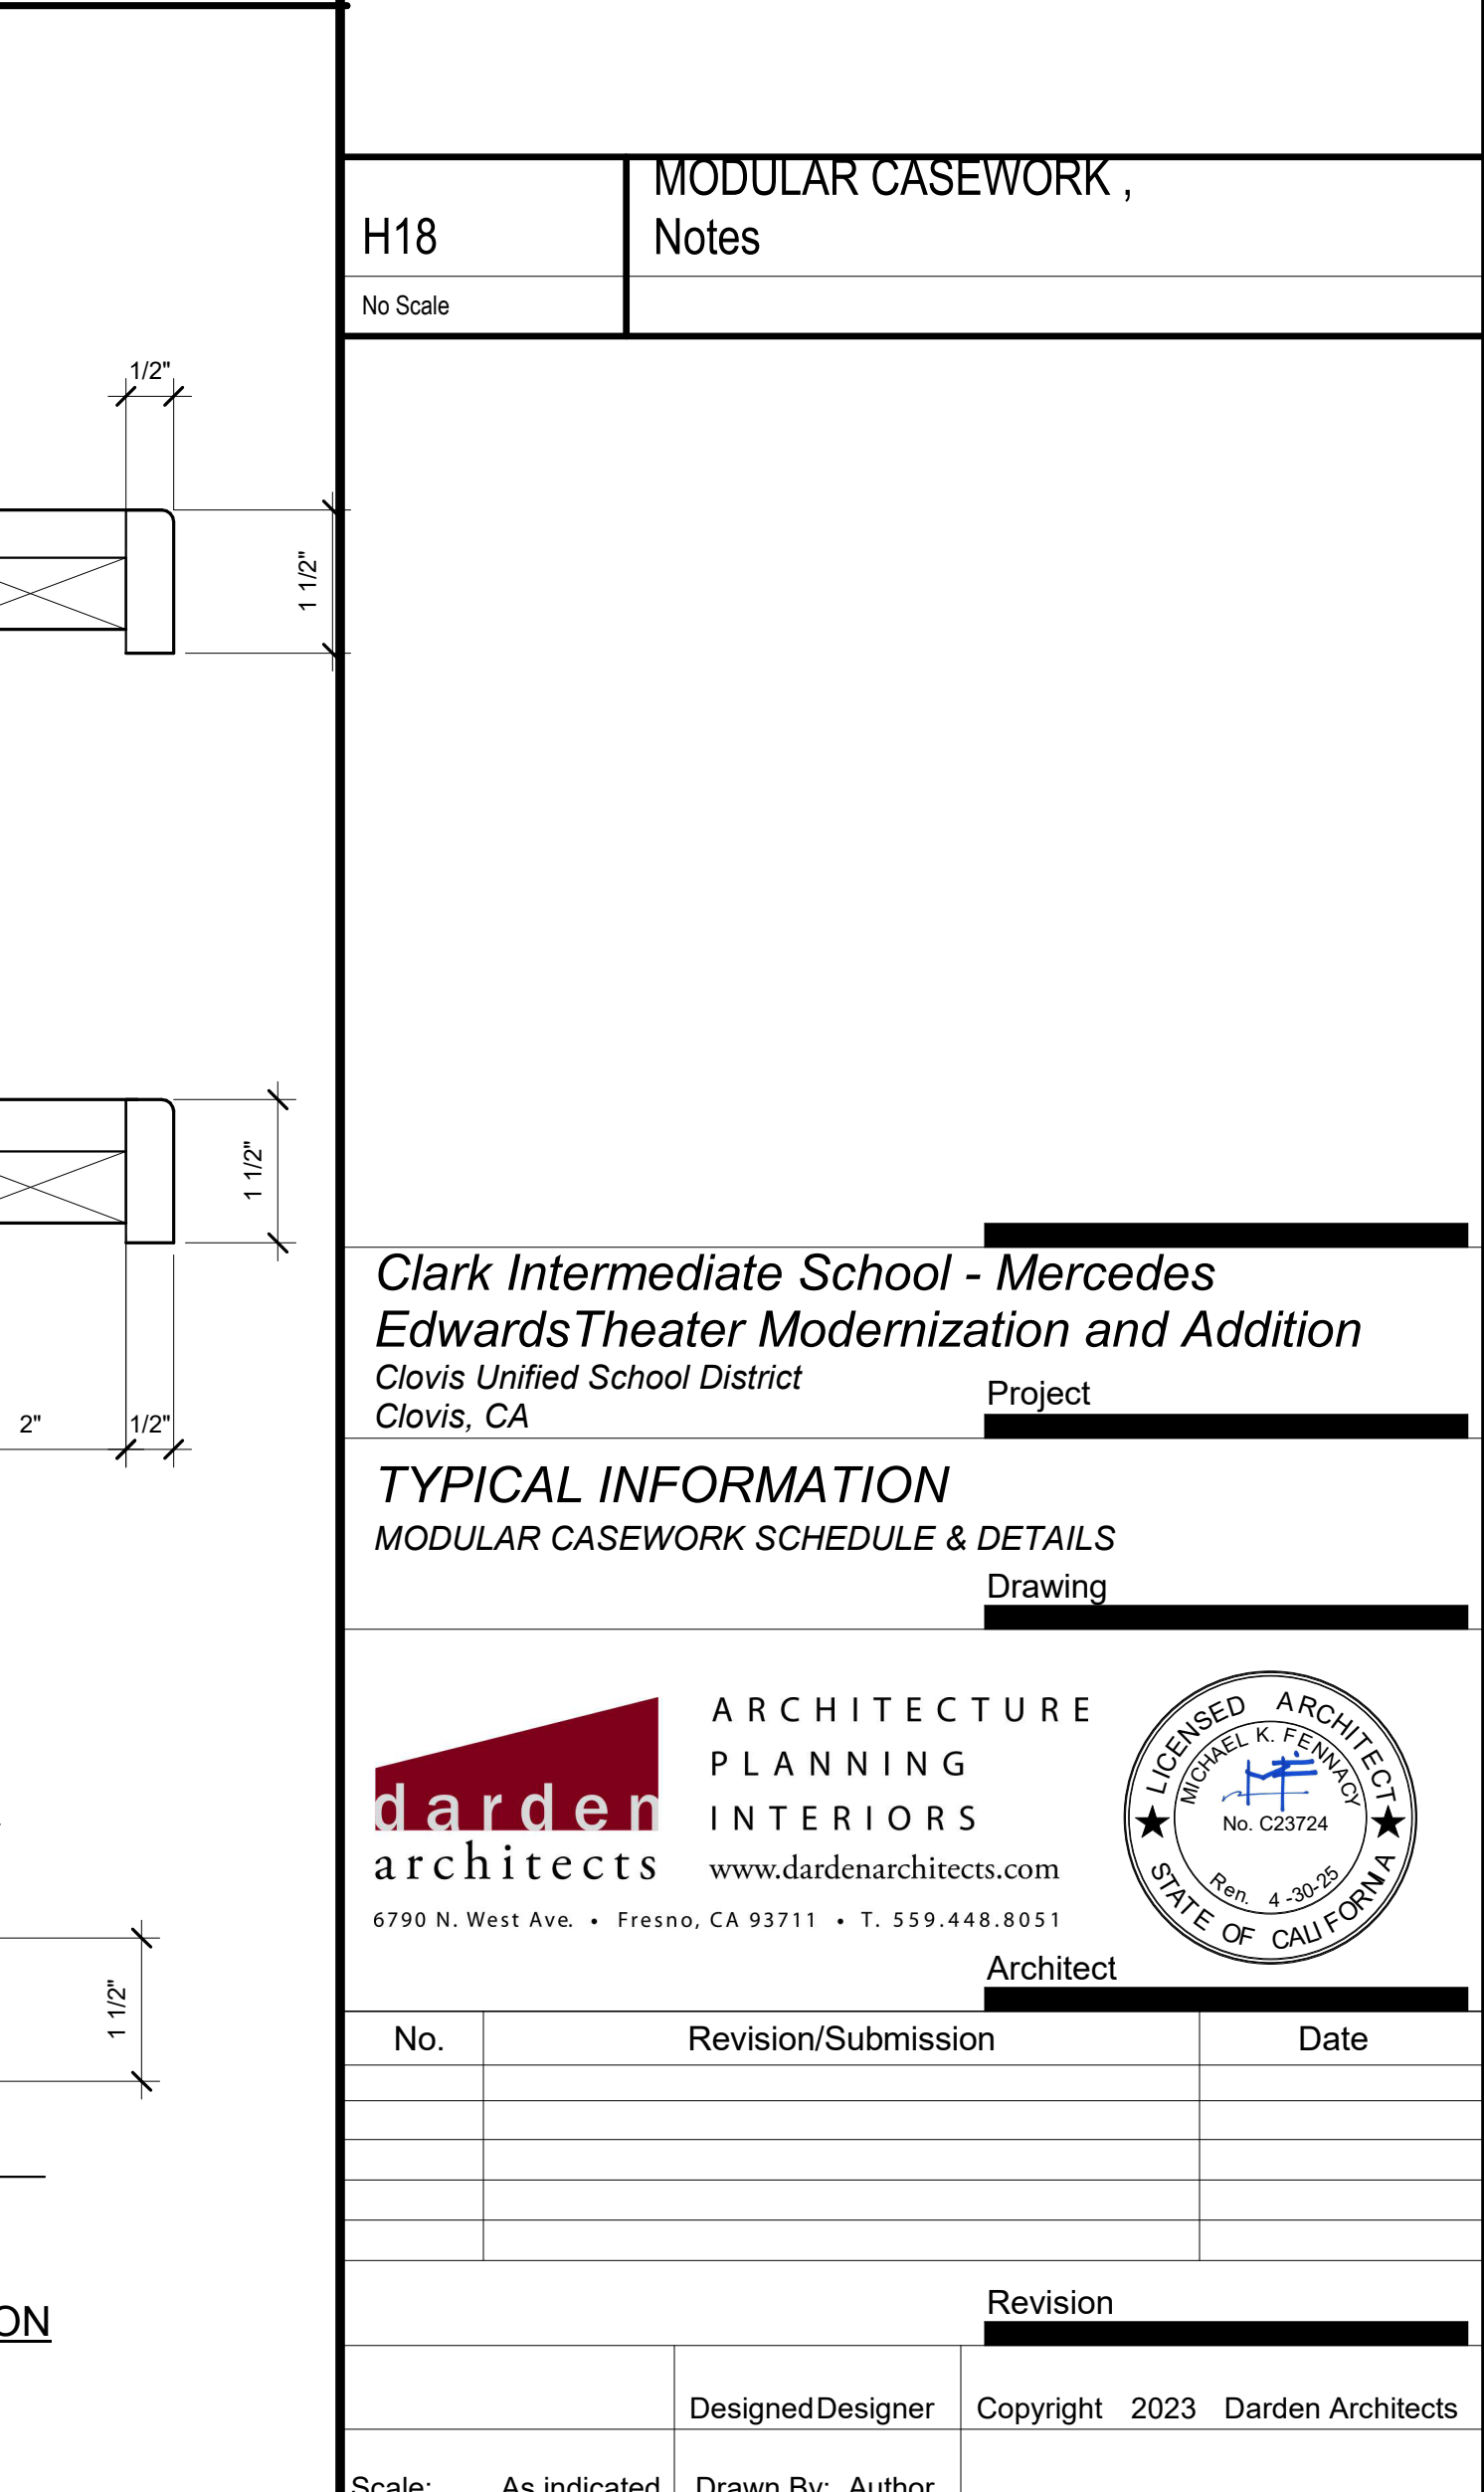 MODULAR CASEWORK ,
H18
Notes
No Scale
1/2"
1 1/2"
1 1/2"
2"
1/2"
1 1/2"
ON
Clark Intermediate School - Mercedes
EdwardsTheater Modernization and Addition
Clovis Unified School District
Clovis, CA
Project
TYPICAL INFORMATION
MODULAR CASEWORK SCHEDULE & DETAILS
Drawing
darden
architects
ARCHITECTURE
PLANNING
INTERIORS
www.dardenarchitects.com
6790 N. West Ave. • Fresno, CA 93711 • T. 559.448.8051
LICENSED ARCHITECT
MICHAEL K. FENNACY
No. C23724
Ren. 4-30-25
STATE OF CALIFORNIA
Architect
No. Revision/Submission Date
Revision
Designed Designer Copyright 2023 Darden Architects
Scale: As indicated Drawn By: Author